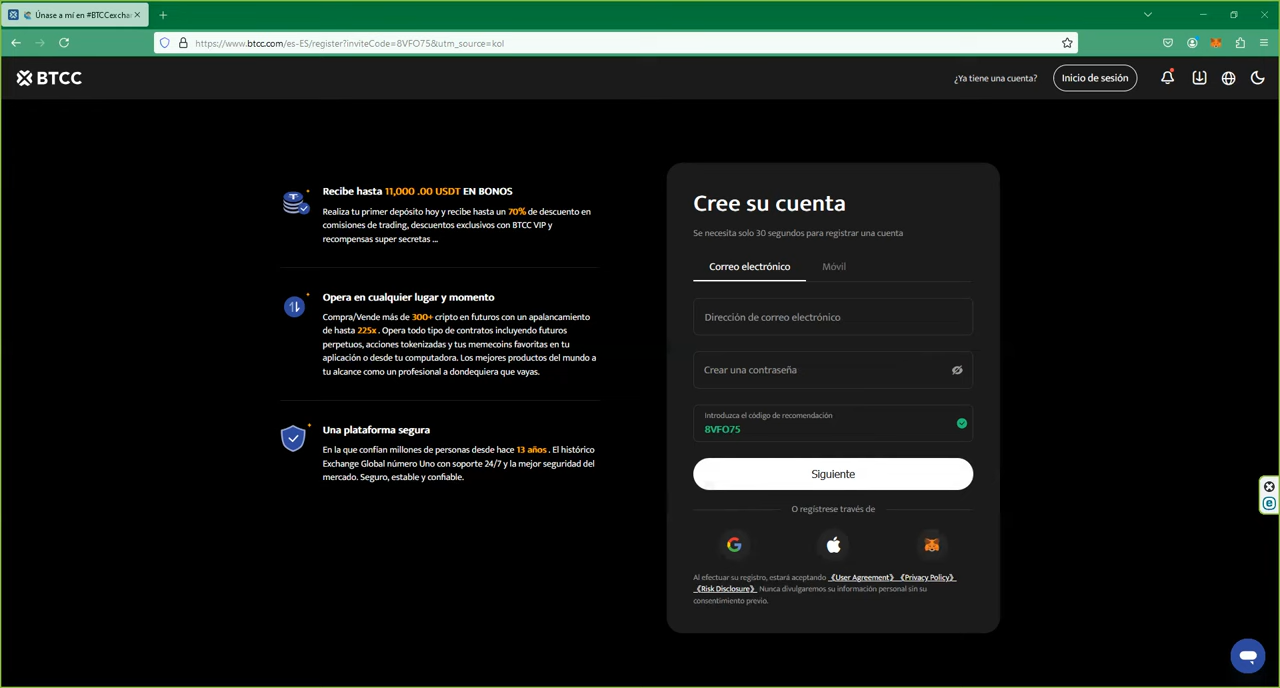 Únase a mí en #BTCCexchan
https://www.btcc.com/es-ES/register?inviteCode=8VFO75&utm_source=kol
BTCC
¿Ya tiene una cuenta?
Inicio de sesión
Recibe hasta 11,000 .00 USDT EN BONOS
Realiza tu primer depósito hoy y recibe hasta un 70% de descuento en
comisiones de trading, descuentos exclusivos con BTCC VIP y
recompensas super secretas ...
Opera en cualquier lugar y momento
Compra/Vende más de 300+ cripto en futuros con un apalancamiento
de hasta 225x . Opera todo tipo de contratos incluyendo futuros
perpetuos, acciones tokenizadas y tus memecoins favoritas en tu
aplicación o desde tu computadora. Los mejores productos del mundo a
tu alcance como un profesional a dondequiera que vayas.
Una plataforma segura
En la que confían millones de personas desde hace 13 años . El histórico
Exchange Global número Uno con soporte 24/7 y la mejor seguridad del
mercado. Seguro, estable y confiable.
Cree su cuenta
Se necesita solo 30 segundos para registrar una cuenta
Correo electrónico
Móvil
Dirección de correo electrónico
Crear una contraseña
Introduzca el código de recomendación
8VFO75
Siguiente
O regístrese través de
Al efectuar su registro, estará aceptando 《User Agreement》 《Privacy Policy》
《Risk Disclosure》 Nunca divulgaremos su información personal sin su
consentimiento previo.